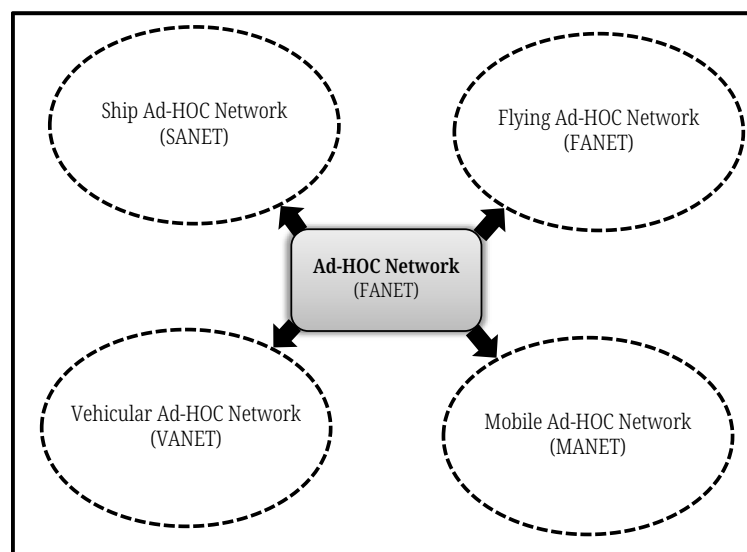 Ship Ad-HOC Network
(SANET)
Flying Ad-HOC Network
(FANET)
Ad-HOC Network
(FANET)
Vehicular Ad-HOC Network
(VANET)
Mobile Ad-HOC Network
(MANET)